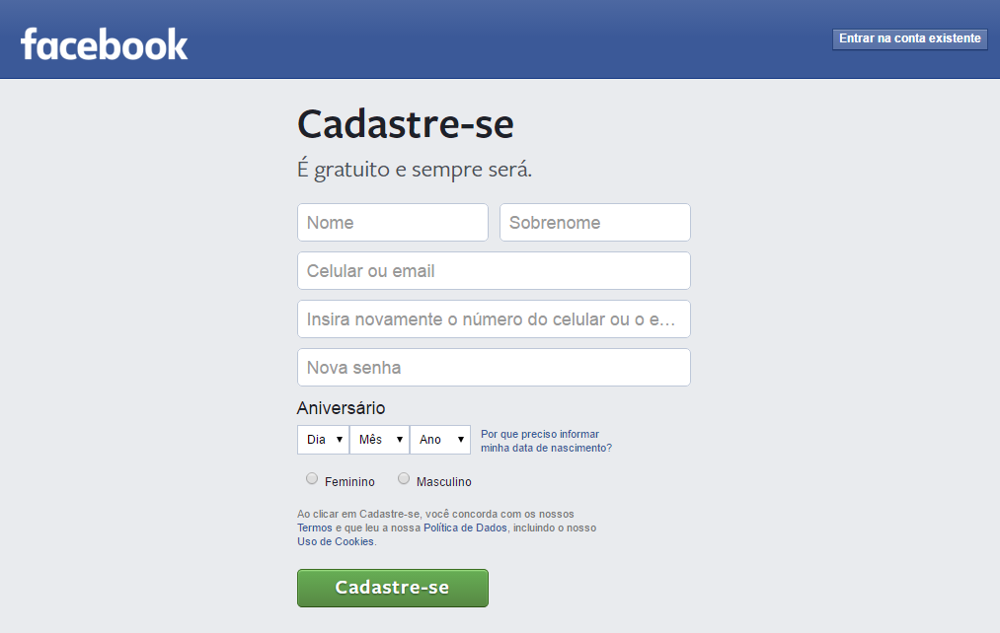 facebook
Entrar na conta existente
Cadastre-se
É gratuito e sempre será.
Nome Sobrenome
Celular ou email
Insira novamente o número do celular ou o e...
Nova senha
Aniversário
Dia Mês Ano
Por que preciso informar
minha data de nascimento?
Feminino Masculino
Ao clicar em Cadastre-se, você concorda com os nossos
Termos e que leu a nossa Política de Dados, incluindo o nosso
Uso de Cookies.
Cadastre-se